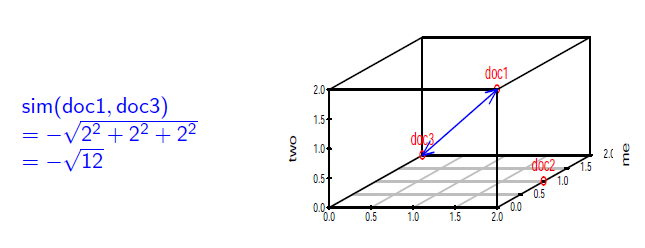 sim(doc1, doc3)
= −√2² + 2² + 2²
= −√12
doc1
doc3
doc2
two
me
2.0
1.5
1.0
0.5
0.0
0.0 0.5 1.0 1.5 2.0
0.0 0.5 1.0 1.5